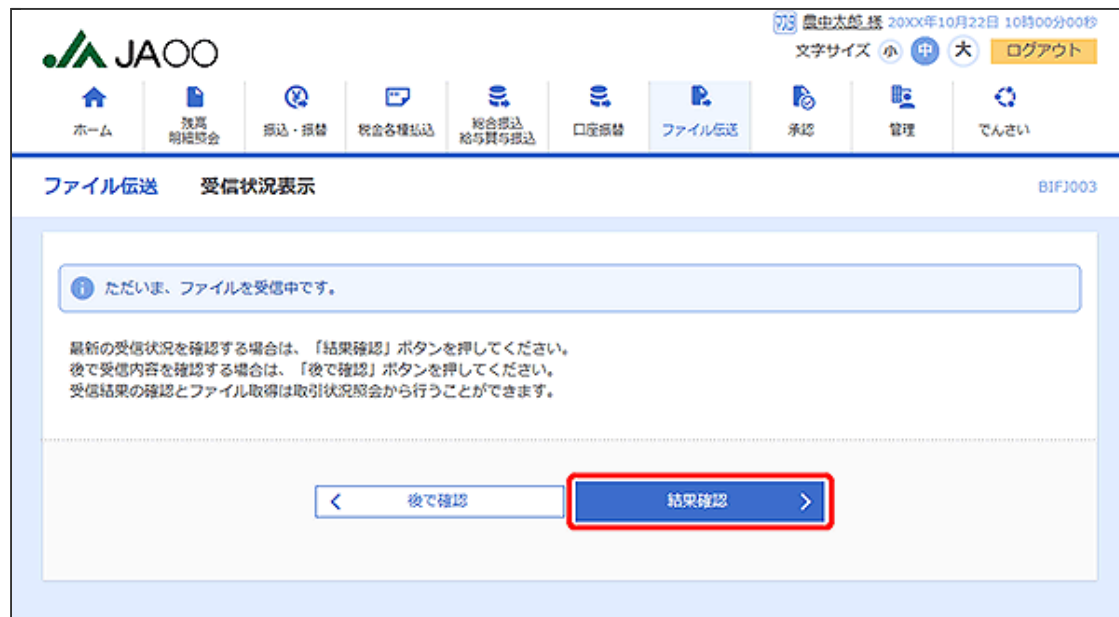 農中太郎 様 20XX年10月22日 10時00分00秒
JA〇〇
文字サイズ 小 中 大 ログアウト
ホーム
残高
明細照会
振込・振替
税金各種払込
総合振込
給与賞与振込
口座振替
ファイル伝送
承認
管理
でんさい
ファイル伝送 受信状況表示 BIFJ003
ただいま、ファイルを受信中です。
最新の受信状況を確認する場合は、「結果確認」ボタンを押してください。
後で受信内容を確認する場合は、「後で確認」ボタンを押してください。
受信結果の確認とファイル取得は取引状況照会から行うことができます。
後で確認 結果確認